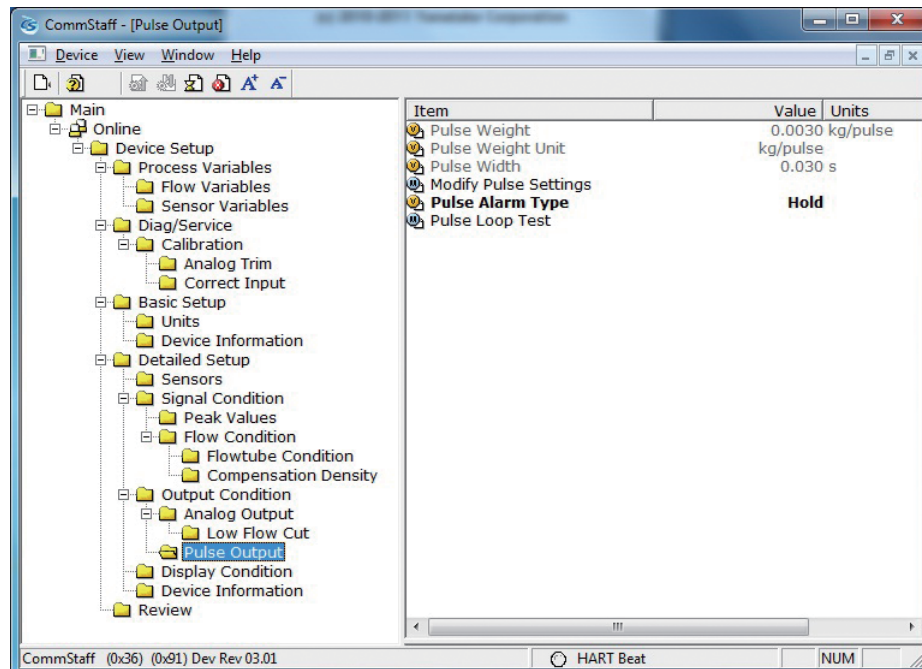 CommStaff - [Pulse Output]
(c) 2010-2011 Yamatake Corporation
Device View Window Help
Main
Online
Device Setup
Process Variables
Flow Variables
Sensor Variables
Diag/Service
Calibration
Analog Trim
Correct Input
Basic Setup
Units
Device Information
Detailed Setup
Sensors
Signal Condition
Peak Values
Flow Condition
Flowtube Condition
Compensation Density
Output Condition
Analog Output
Low Flow Cut
Pulse Output
Display Condition
Device Information
Review
Item Value Units
Pulse Weight 0.0030 kg/pulse
Pulse Weight Unit kg/pulse
Pulse Width 0.030 s
Modify Pulse Settings
Pulse Alarm Type Hold
Pulse Loop Test
CommStaff (0x36) (0x91) Dev Rev 03.01
HART Beat
NUM